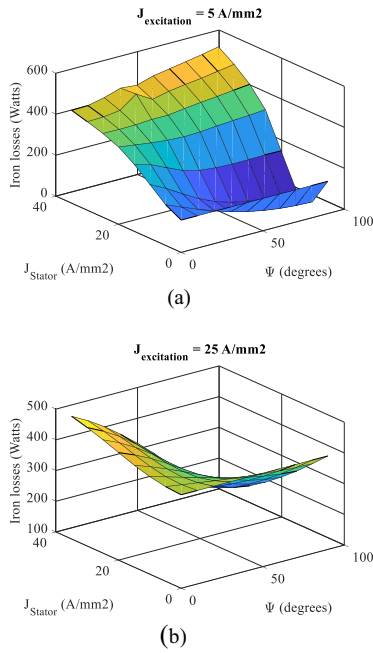 J_excitation = 5 A/mm2
600
400
200
0
Iron losses (Watts)
40
20
0
J_Stator (A/mm2)
0
50
100
Ψ (degrees)
(a)
J_excitation = 25 A/mm2
500
400
300
200
100
Iron losses (Watts)
40
20
0
J_Stator (A/mm2)
0
50
100
Ψ (degrees)
(b)